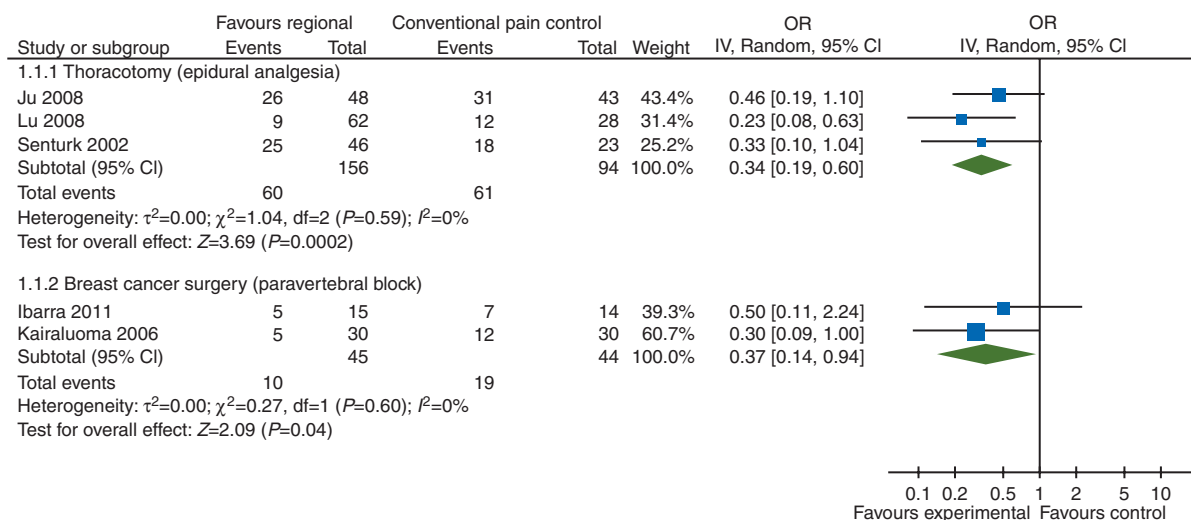 Favours regional Conventional pain control OR OR
Study or subgroup Events Total Events Total Weight IV, Random, 95% CI IV, Random, 95% CI
1.1.1 Thoracotomy (epidural analgesia)
Ju 2008 26 48 31 43 43.4% 0.46 [0.19, 1.10]
Lu 2008 9 62 12 28 31.4% 0.23 [0.08, 0.63]
Senturk 2002 25 46 18 23 25.2% 0.33 [0.10, 1.04]
Subtotal (95% CI) 156 94 100.0% 0.34 [0.19, 0.60]
Total events 60 61
Heterogeneity: τ²=0.00; χ²=1.04, df=2 (P=0.59); I²=0%
Test for overall effect: Z=3.69 (P=0.0002)
1.1.2 Breast cancer surgery (paravertebral block)
Ibarra 2011 5 15 7 14 39.3% 0.50 [0.11, 2.24]
Kairaluoma 2006 5 30 12 30 60.7% 0.30 [0.09, 1.00]
Subtotal (95% CI) 45 44 100.0% 0.37 [0.14, 0.94]
Total events 10 19
Heterogeneity: τ²=0.00; χ²=0.27, df=1 (P=0.60); I²=0%
Test for overall effect: Z=2.09 (P=0.04)
0.1 0.2 0.5 1 2 5 10
Favours experimental Favours control